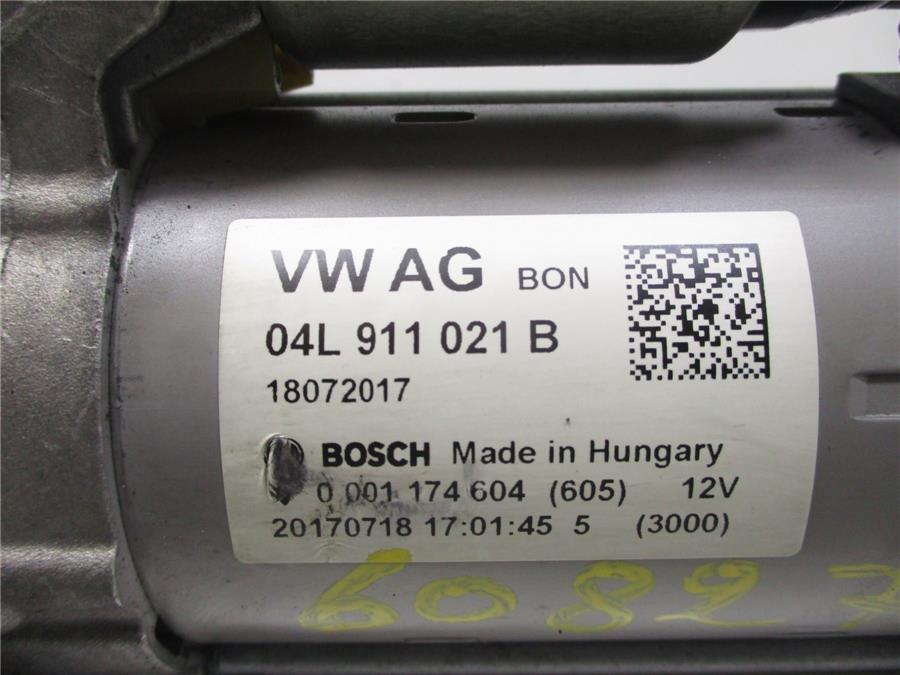 VW AG BON
04L 911 021 B
18072017
BOSCH Made in Hungary
0 001 174 604 (605) 12V
20170718 17:01:45 5 (3000)
6082